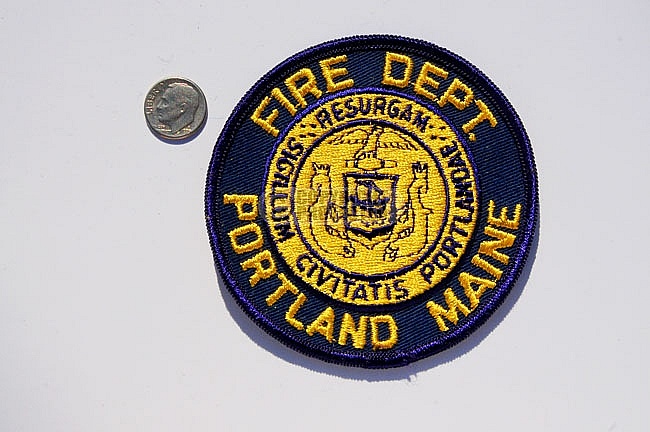 FIRE DEPT.
PORTLAND MAINE
RESURGAM
SIGILLUM CIVITATIS PORTLANDAE
LIBERTY